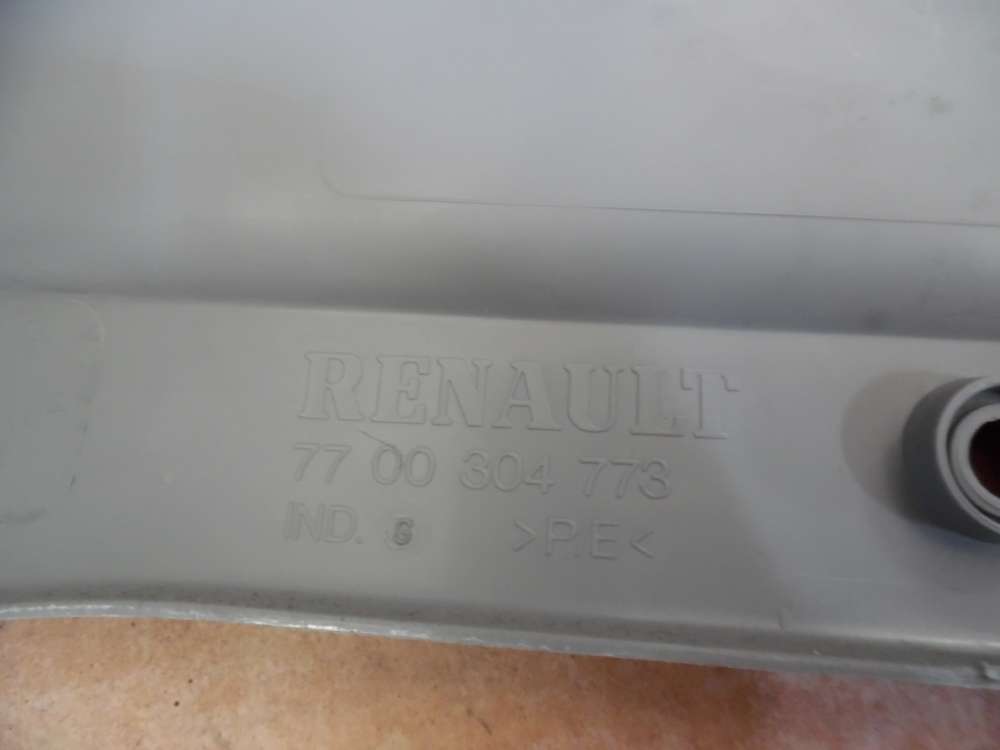 RENAULT
77 00 304 773
IND. G >P/E<